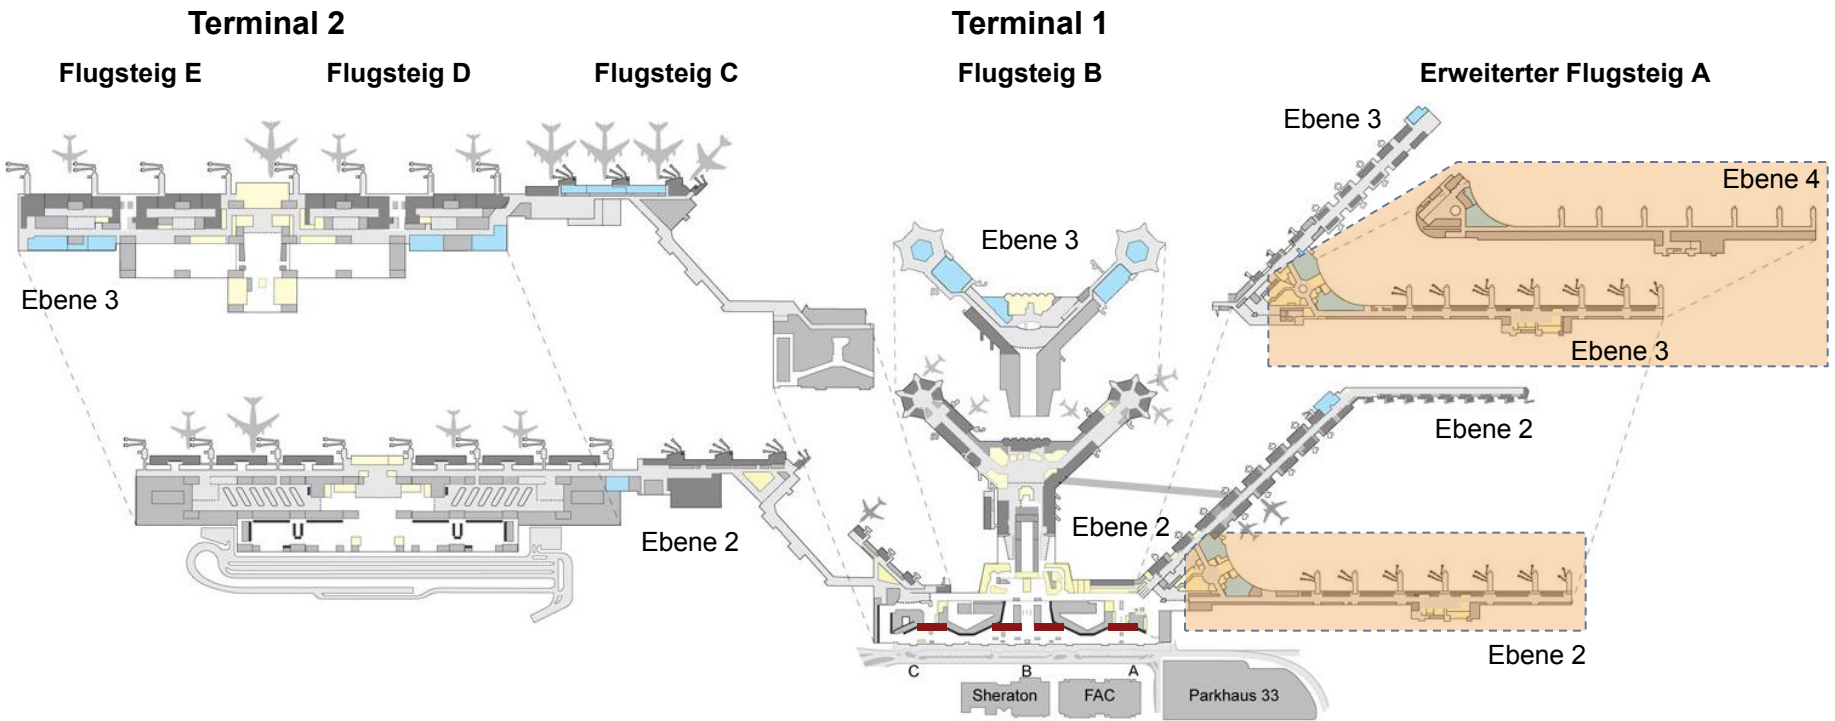 Terminal 2
Terminal 1
Flugsteig E
Flugsteig D
Flugsteig C
Flugsteig B
Erweiterter Flugsteig A
Ebene 3
Ebene 4
Ebene 3
Ebene 3
Ebene 3
Ebene 2
Ebene 2
Ebene 2
Ebene 2
C
B
A
Sheraton
FAC
Parkhaus 33